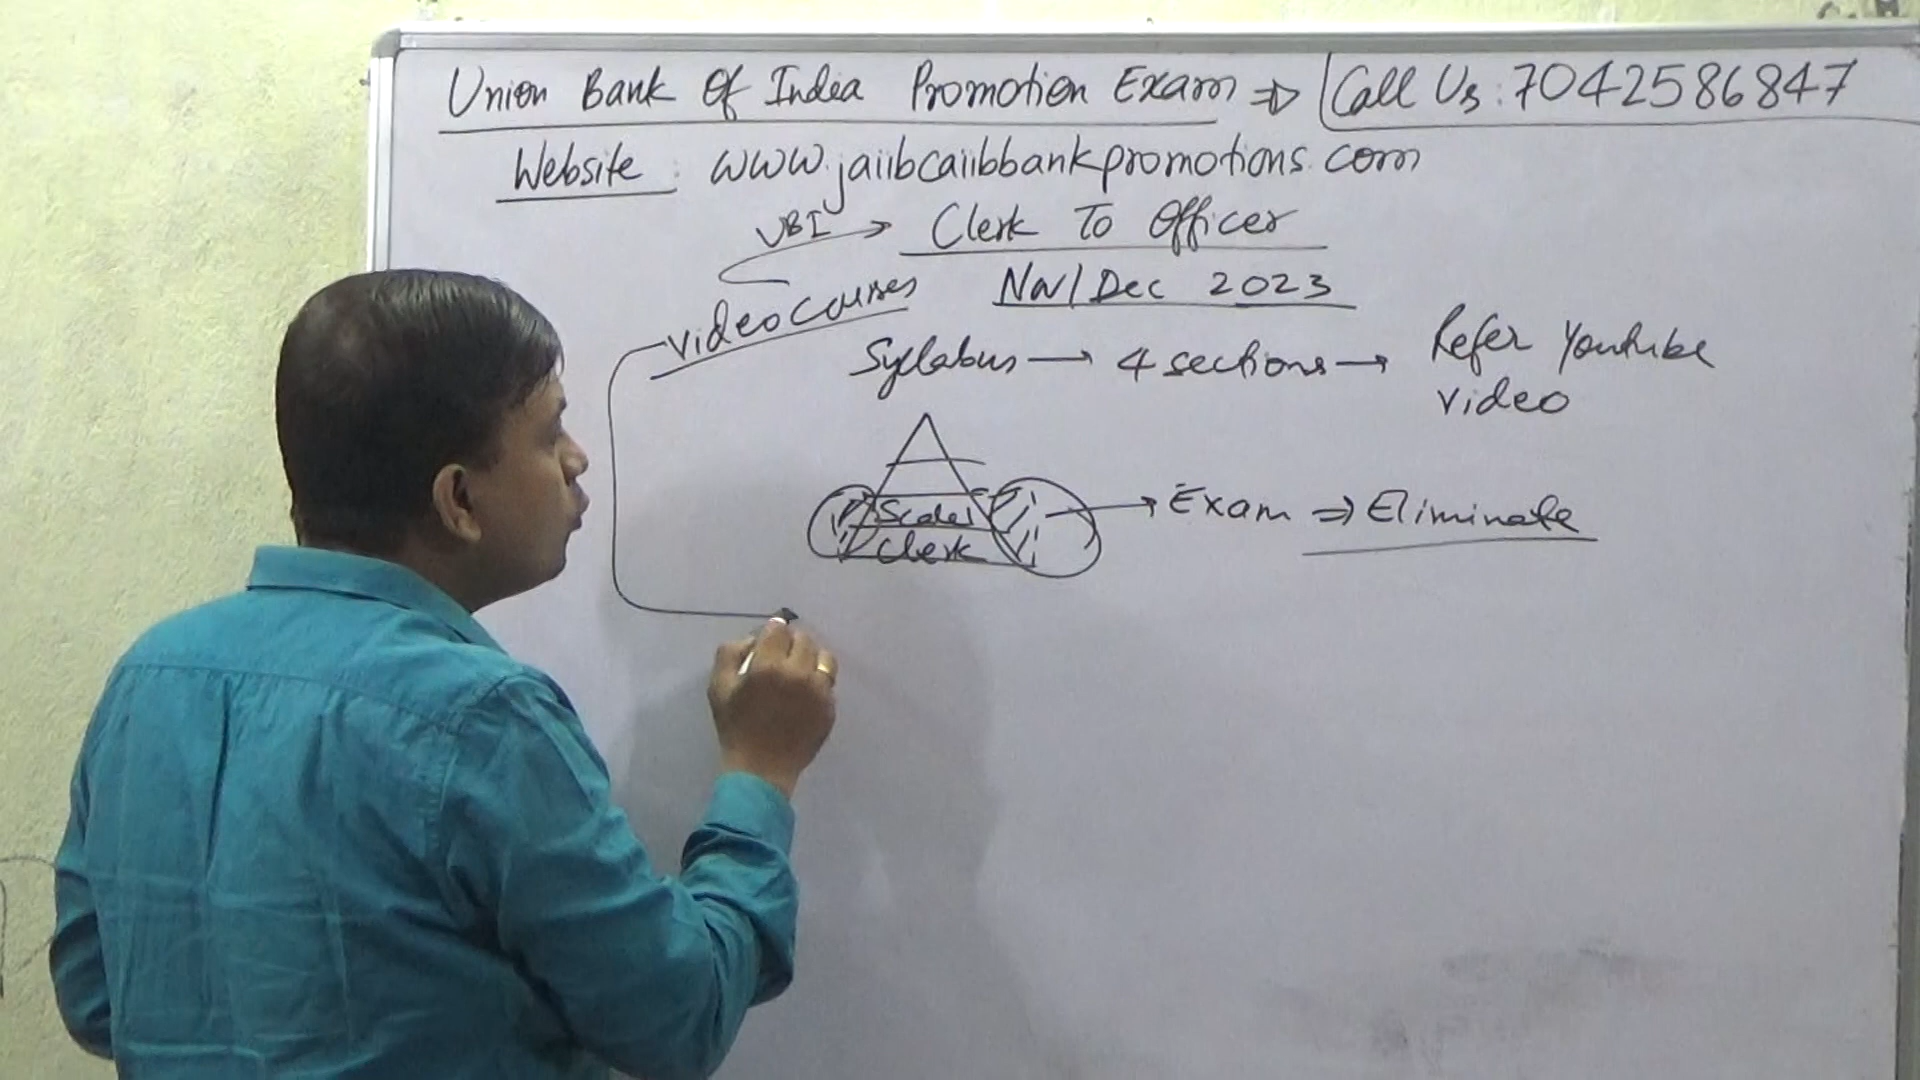 Union Bank Of India Promotion Exam ⇒ Call Us : 7042586847
Website : www.jaiibcaiibbankpromotions.com
UBI → Clerk To Officer
Nov/Dec 2023
video courses
Syllabus → 4 sections → Refer Youtube
video
Scale I
Clerk
→ Exam ⇒ Eliminate